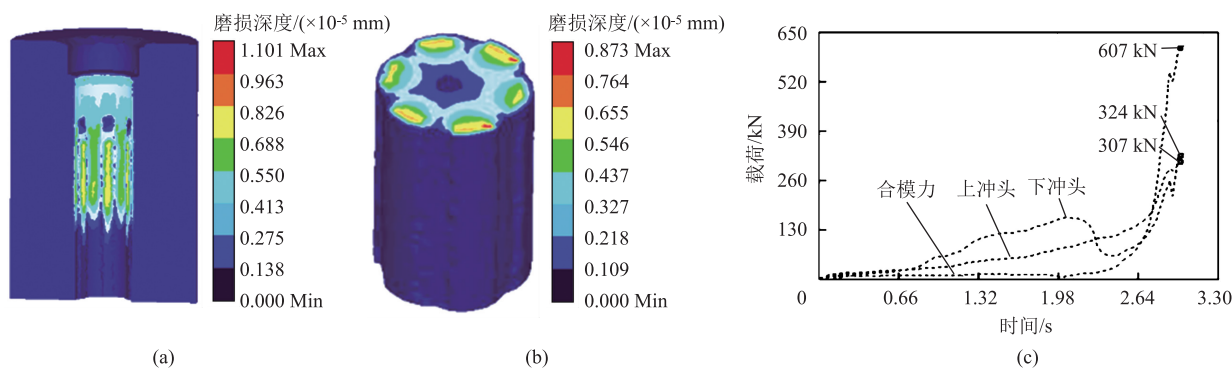 磨损深度/(×10⁻⁵ mm)
1.101 Max
0.963
0.826
0.688
0.550
0.413
0.275
0.138
0.000 Min
(a)
磨损深度/(×10⁻⁵ mm)
0.873 Max
0.764
0.655
0.546
0.437
0.327
0.218
0.109
0.000 Min
(b)
载荷/kN
650
520
390
260
130
0
607 kN
324 kN
307 kN
合模力 上冲头 下冲头
0.66 1.32 1.98 2.64 3.30
时间/s
(c)